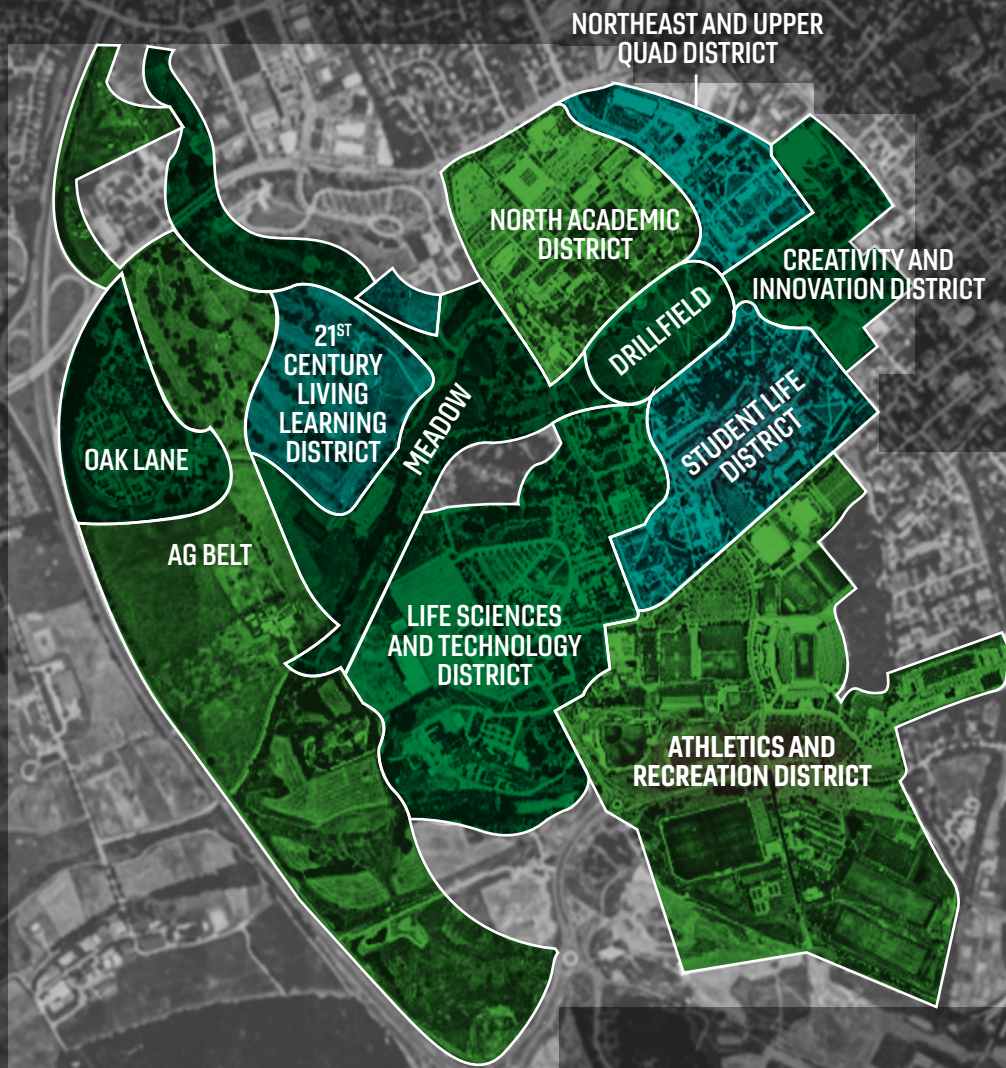 NORTHEAST AND UPPER
QUAD DISTRICT
NORTH ACADEMIC
DISTRICT
CREATIVITY AND
INNOVATION DISTRICT
DRILLFIELD
21ST
CENTURY
LIVING
LEARNING
DISTRICT
MEADOW
STUDENT LIFE
DISTRICT
OAK LANE
AG BELT
LIFE SCIENCES
AND TECHNOLOGY
DISTRICT
ATHLETICS AND
RECREATION DISTRICT